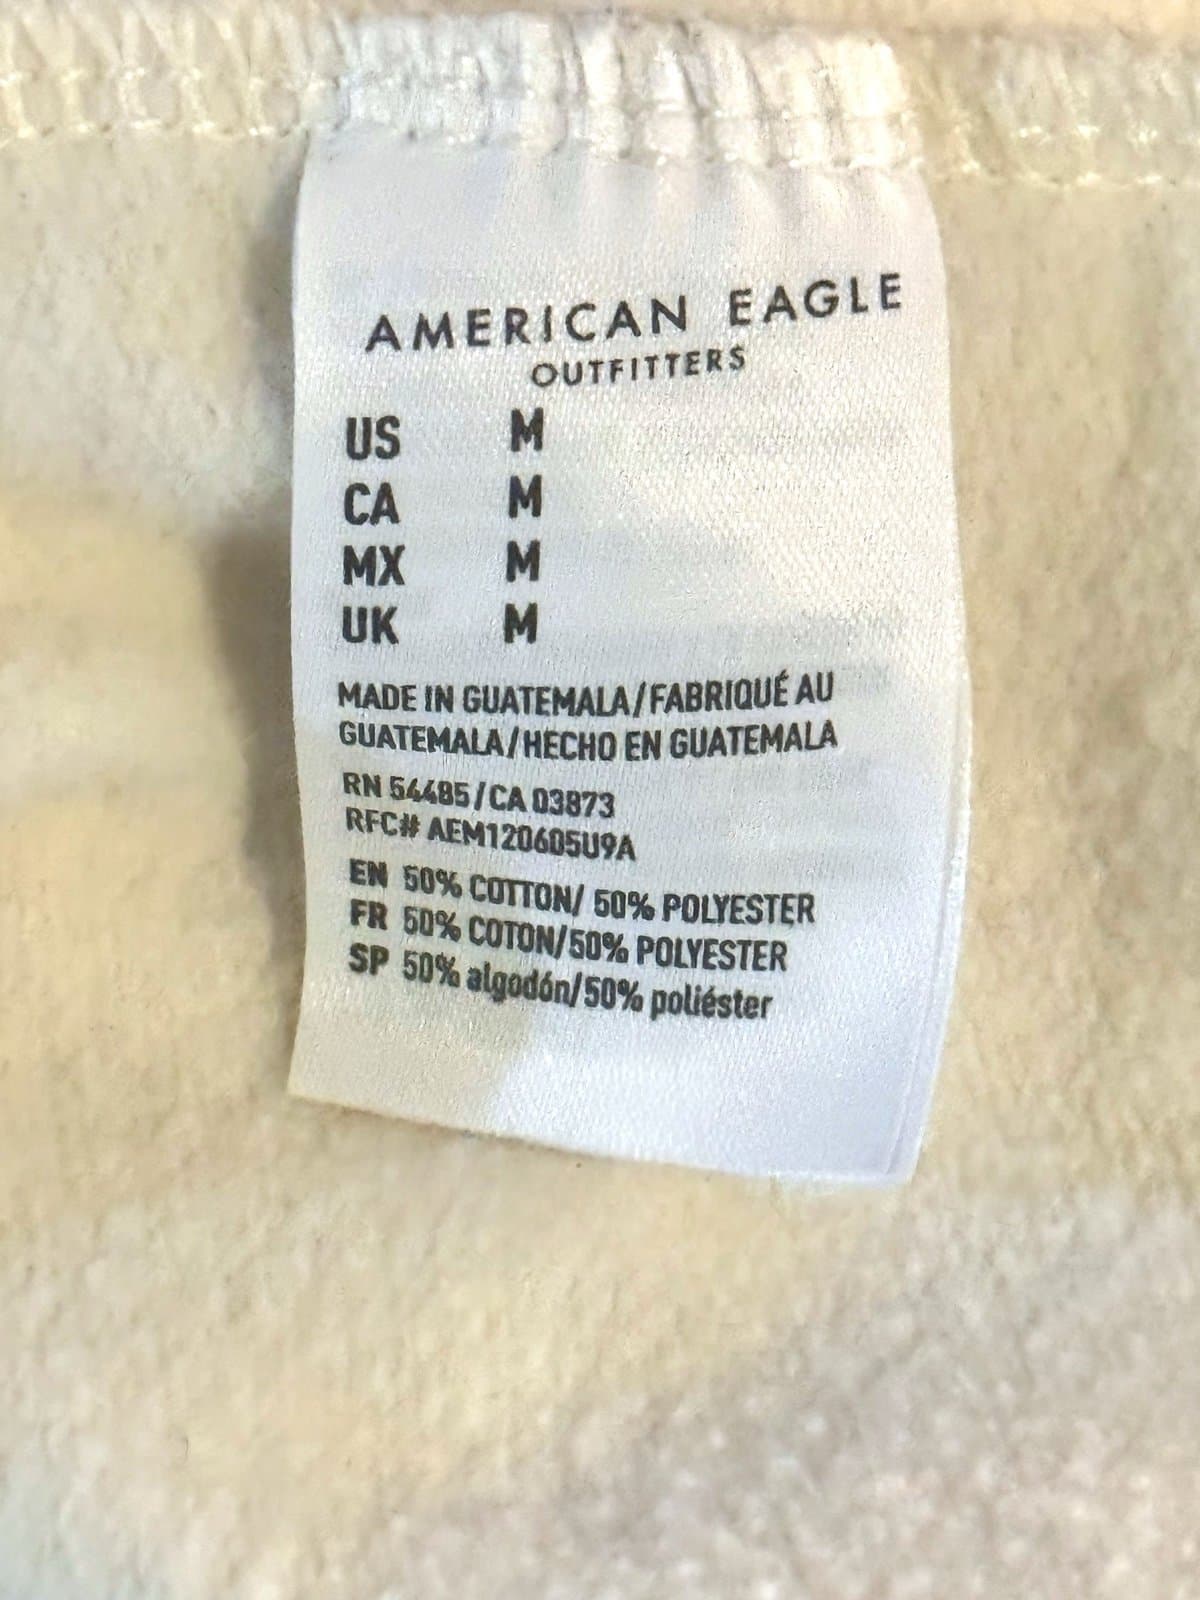 AMERICAN EAGLE
OUTFITTERS
US M
CA M
MX M
UK M
MADE IN GUATEMALA/FABRIQUÉ AU
GUATEMALA/HECHO EN GUATEMALA
RN 54485/CA 03873
RFC# AEM120605U9A
EN 50% COTTON/ 50% POLYESTER
FR 50% COTON/50% POLYESTER
SP 50% algodón/50% poliéster